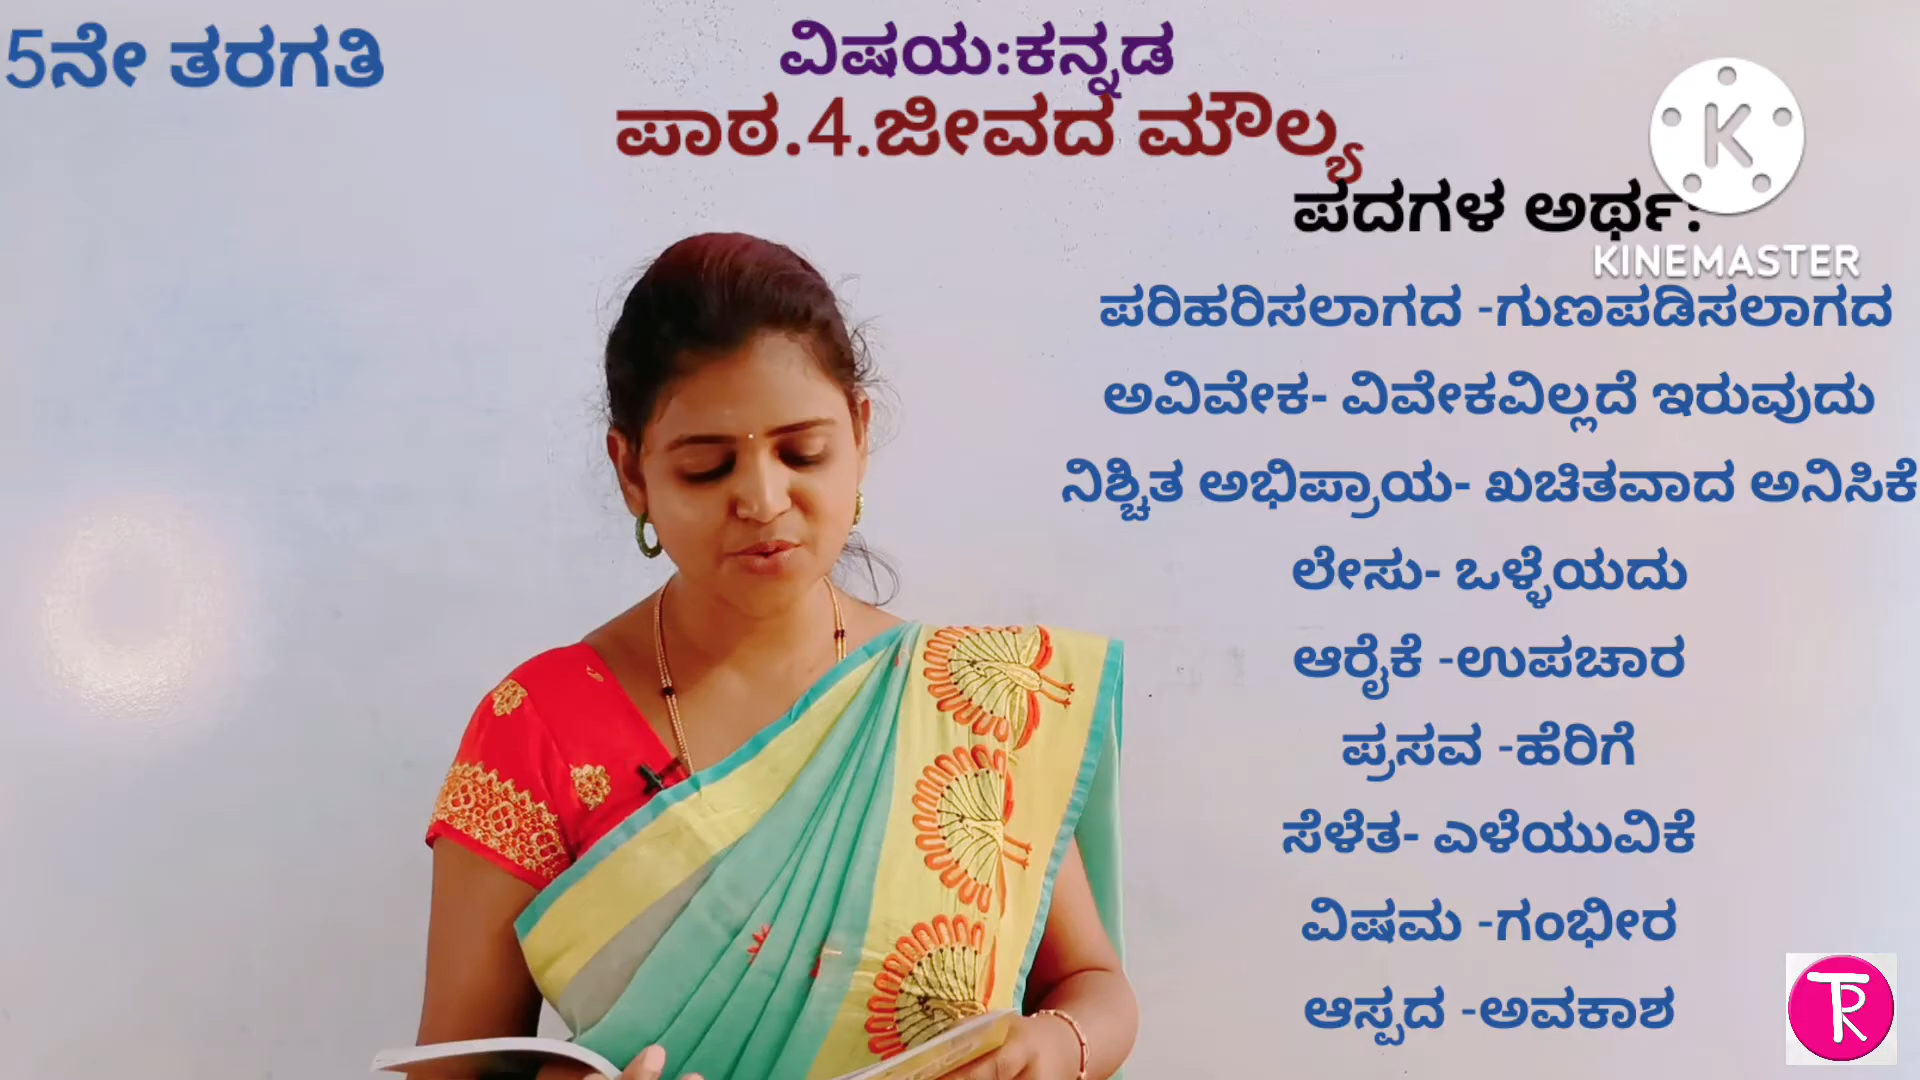 5ನೇ ತರಗತಿ
ವಿಷಯ:ಕನ್ನಡ
ಪಾಠ.4.ಜೀವದ ಮೌಲ್ಯ
ಪದಗಳ ಅರ್ಥ:
KINEMASTER
ಪರಿಹರಿಸಲಾಗದ -ಗುಣಪಡಿಸಲಾಗದ
ಅವಿವೇಕ- ವಿವೇಕವಿಲ್ಲದೆ ಇರುವುದು
ನಿಶ್ಚಿತ ಅಭಿಪ್ರಾಯ- ಖಚಿತವಾದ ಅನಿಸಿಕೆ
ಲೇಸು- ಒಳ್ಳೆಯದು
ಆರೈಕೆ -ಉಪಚಾರ
ಪ್ರಸವ -ಹೆರಿಗೆ
ಸೆಳೆತ- ಎಳೆಯುವಿಕೆ
ವಿಷಮ -ಗಂಭೀರ
ಆಸ್ಪದ -ಅವಕಾಶ
K
TR